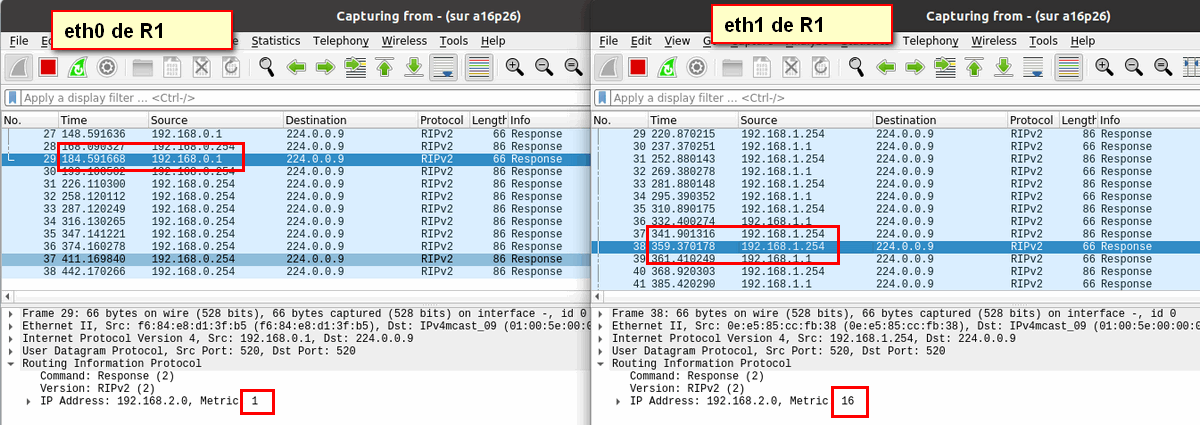 eth0 de R1
Capturing from - (sur a16p26)
File Statistics Telephony Wireless Tools Help
Apply a display filter ... <Ctrl-/>
No. Time Source Destination Protocol Length Info
27 148.591636 192.168.0.1 224.0.0.9 RIPv2 66 Response
28 168.090327 192.168.0.254 224.0.0.9 RIPv2 86 Response
29 184.591668 192.168.0.1 224.0.0.9 RIPv2 66 Response
30 192.168.0.254 224.0.0.9 RIPv2 86 Response
31 226.110300 192.168.0.254 224.0.0.9 RIPv2 86 Response
32 258.120112 192.168.0.254 224.0.0.9 RIPv2 86 Response
33 287.120249 192.168.0.254 224.0.0.9 RIPv2 86 Response
34 316.130265 192.168.0.254 224.0.0.9 RIPv2 86 Response
35 347.141221 192.168.0.254 224.0.0.9 RIPv2 86 Response
36 374.160278 192.168.0.254 224.0.0.9 RIPv2 86 Response
37 411.169840 192.168.0.254 224.0.0.9 RIPv2 86 Response
38 442.170266 192.168.0.254 224.0.0.9 RIPv2 86 Response
Frame 29: 66 bytes on wire (528 bits), 66 bytes captured (528 bits) on interface -, id 0
Ethernet II, Src: f6:84:e8:d1:3f:b5 (f6:84:e8:d1:3f:b5), Dst: IPv4mcast_09 (01:00:5e:00:0
Internet Protocol Version 4, Src: 192.168.0.1, Dst: 224.0.0.9
User Datagram Protocol, Src Port: 520, Dst Port: 520
Routing Information Protocol
Command: Response (2)
Version: RIPv2 (2)
IP Address: 192.168.2.0, Metric 1
eth1 de R1
Capturing from - (sur a16p26)
File Edit View Telephony Wireless Tools Help
Apply a display filter ... <Ctrl-/>
No. Time Source Destination Protocol Length Info
29 220.870215 192.168.1.254 224.0.0.9 RIPv2 86 Response
30 237.370251 192.168.1.1 224.0.0.9 RIPv2 66 Response
31 252.880143 192.168.1.254 224.0.0.9 RIPv2 86 Response
32 269.380278 192.168.1.1 224.0.0.9 RIPv2 66 Response
33 281.880148 192.168.1.254 224.0.0.9 RIPv2 86 Response
34 295.390352 192.168.1.1 224.0.0.9 RIPv2 66 Response
35 310.890175 192.168.1.254 224.0.0.9 RIPv2 86 Response
36 332.400274 192.168.1.1 224.0.0.9 RIPv2 66 Response
37 341.901316 192.168.1.254 224.0.0.9 RIPv2 86 Response
38 359.370178 192.168.1.254 224.0.0.9 RIPv2 66 Response
39 361.410249 192.168.1.1 224.0.0.9 RIPv2 66 Response
40 368.920303 192.168.1.254 224.0.0.9 RIPv2 86 Response
41 385.420290 192.168.1.1 224.0.0.9 RIPv2 66 Response
Frame 38: 66 bytes on wire (528 bits), 66 bytes captured (528 bits) on interface -, id 0
Ethernet II, Src: 0e:e5:85:cc:fb:38 (0e:e5:85:cc:fb:38), Dst: IPv4mcast_09 (01:00:5e:00:0
Internet Protocol Version 4, Src: 192.168.1.254, Dst: 224.0.0.9
User Datagram Protocol, Src Port: 520, Dst Port: 520
Routing Information Protocol
Command: Response (2)
Version: RIPv2 (2)
IP Address: 192.168.2.0, Metric 16